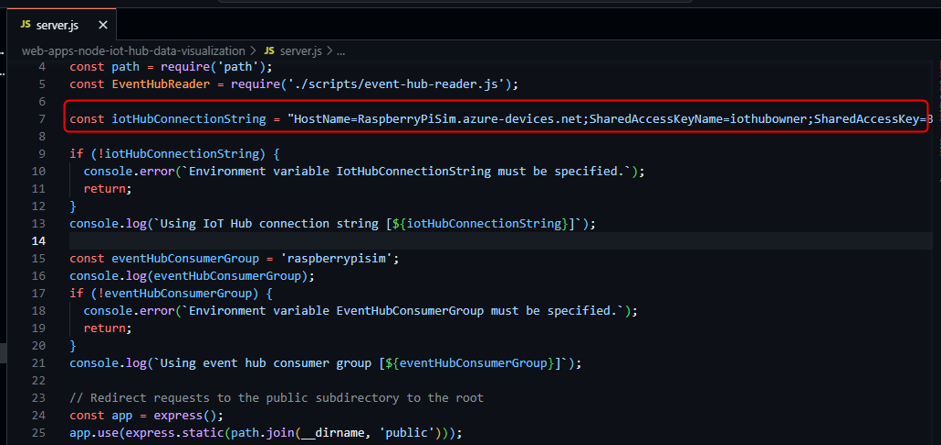 JS server.js ×
web-apps-node-iot-hub-data-visualization > JS server.js > ...
4 const path = require('path');
5 const EventHubReader = require('./scripts/event-hub-reader.js');
6
7 const iotHubConnectionString = "HostName=RaspberryPiSim.azure-devices.net;SharedAccessKeyName=iothubowner;SharedAccessKey=
8
9 if (!iotHubConnectionString) {
10 console.error(`Environment variable IotHubConnectionString must be specified.`);
11 return;
12 }
13 console.log(`Using IoT Hub connection string [${iotHubConnectionString}]`);
14
15 const eventHubConsumerGroup = 'raspberrypisim';
16 console.log(eventHubConsumerGroup);
17 if (!eventHubConsumerGroup) {
18 console.error(`Environment variable EventHubConsumerGroup must be specified.`);
19 return;
20 }
21 console.log(`Using event hub consumer group [${eventHubConsumerGroup}]`);
22
23 // Redirect requests to the public subdirectory to the root
24 const app = express();
25 app.use(express.static(path.join(__dirname, 'public')));